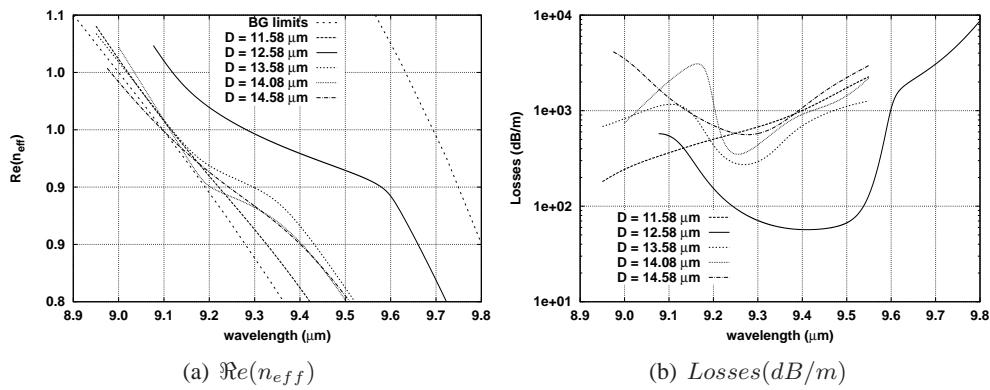 BG limits
D = 11.58 μm
D = 12.58 μm
D = 13.58 μm
D = 14.08 μm
D = 14.58 μm
1.1
1.0
1.0
0.9
0.9
0.8
Re(n_eff)
8.9 9.0 9.1 9.2 9.3 9.4 9.5 9.6 9.7 9.8
wavelength (μm)
(a) ℜe(n_eff)
1e+04
1e+03
1e+02
1e+01
Losses (dB/m)
D = 11.58 μm
D = 12.58 μm
D = 13.58 μm
D = 14.08 μm
D = 14.58 μm
8.9 9.0 9.1 9.2 9.3 9.4 9.5 9.6 9.7 9.8
wavelength (μm)
(b) Losses(dB/m)